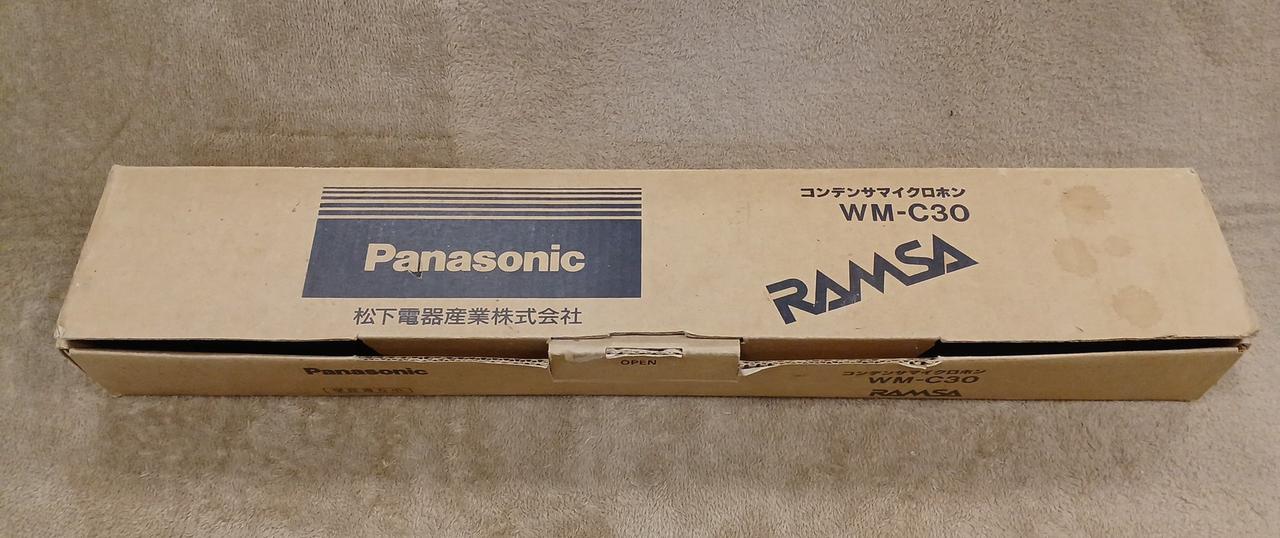 コンデンサマイクロホン
WM-C30
Panasonic
RAMSA
松下電器産業株式会社
OPEN
Panasonic
コンデンサマイクロホン
WM-C30
RAMSA